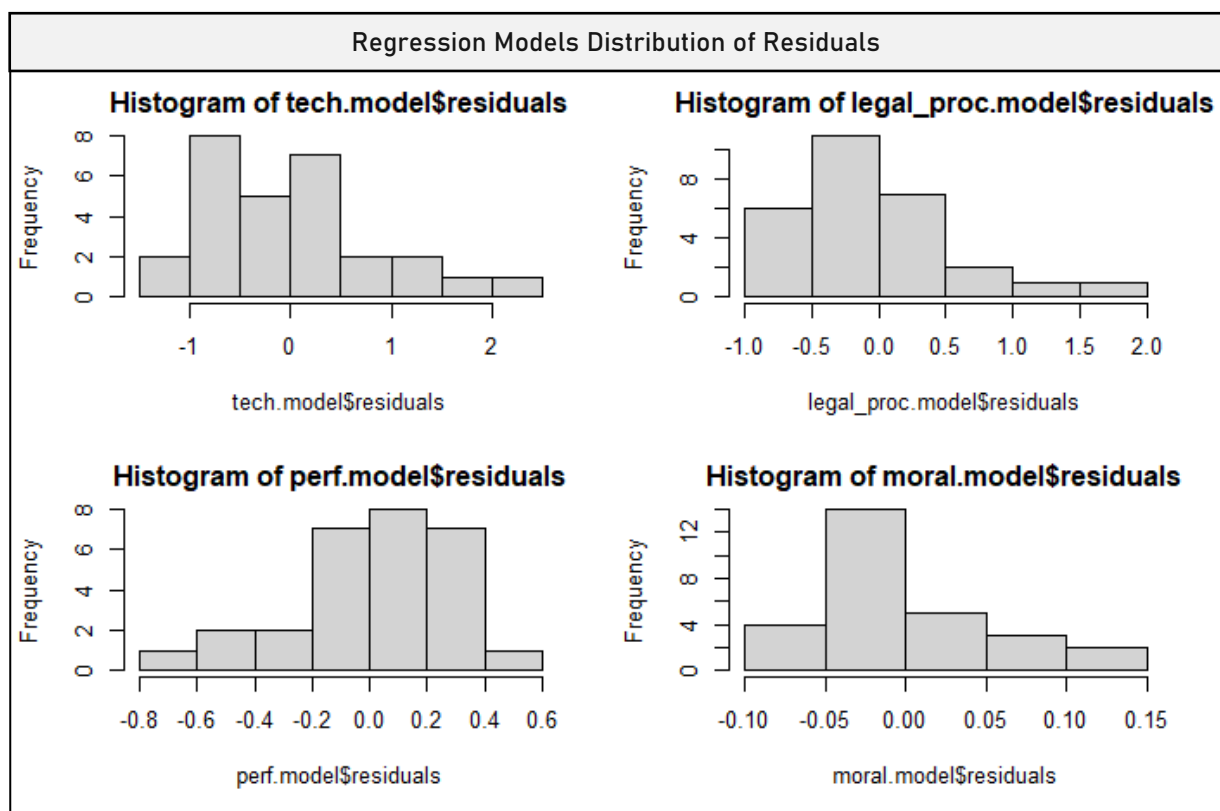 Regression Models Distribution of Residuals
Histogram of tech.model$residuals
Frequency
0 2 4 6 8
-1 0 1 2
tech.model$residuals
Histogram of legal_proc.model$residuals
Frequency
0 4 8
-1.0 -0.5 0.0 0.5 1.0 1.5 2.0
legal_proc.model$residuals
Histogram of perf.model$residuals
Frequency
0 2 4 6 8
-0.8 -0.6 -0.4 -0.2 0.0 0.2 0.4 0.6
perf.model$residuals
Histogram of moral.model$residuals
Frequency
0 4 8 12
-0.10 -0.05 0.00 0.05 0.10 0.15
moral.model$residuals